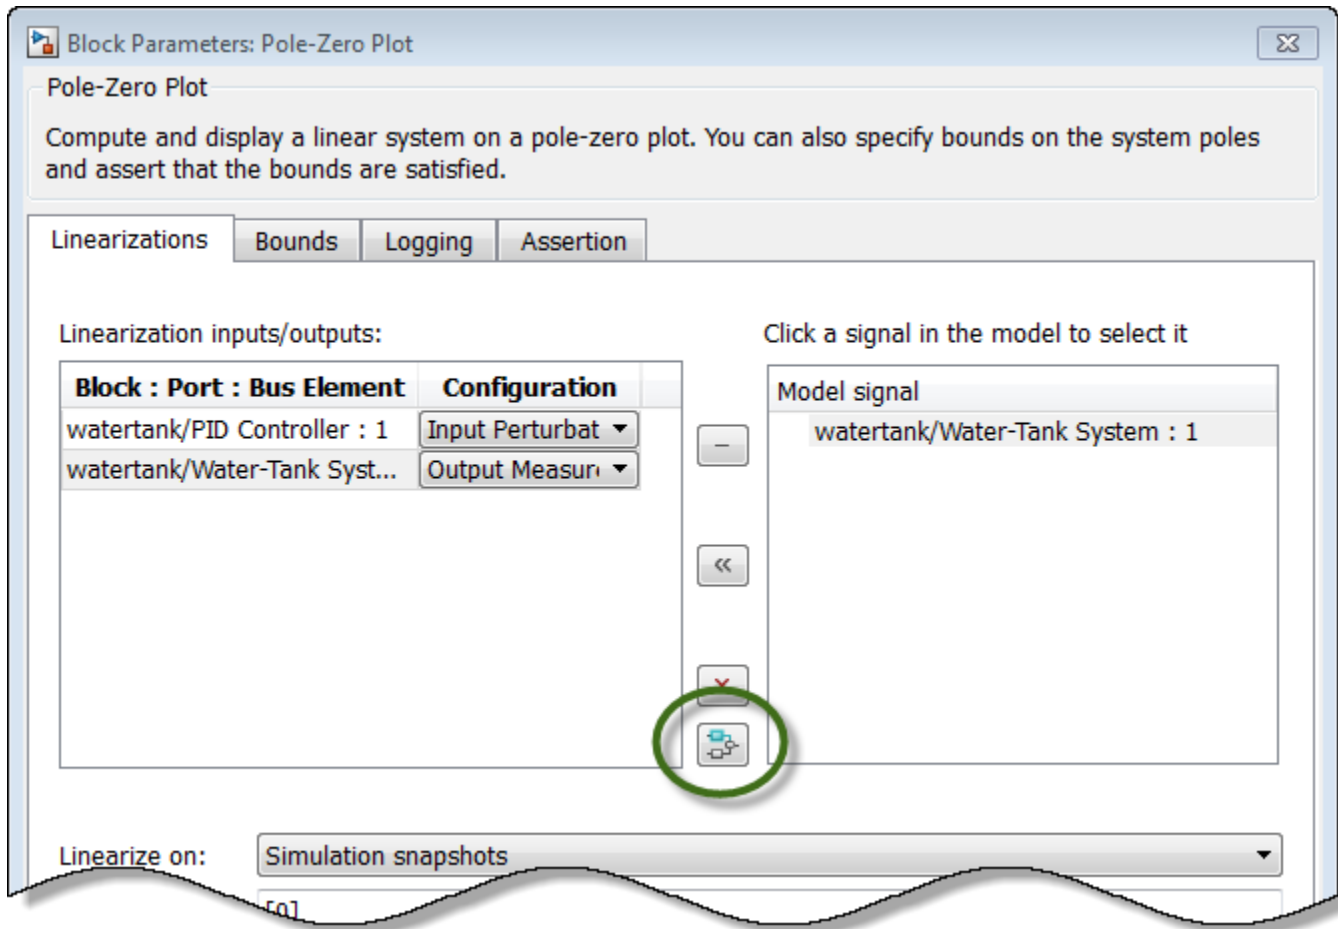 Block Parameters: Pole-Zero Plot
Pole-Zero Plot
Compute and display a linear system on a pole-zero plot. You can also specify bounds on the system poles
and assert that the bounds are satisfied.
Linearizations Bounds Logging Assertion
Linearization inputs/outputs:
Click a signal in the model to select it
Block : Port : Bus Element Configuration
Model signal
watertank/PID Controller : 1 Input Perturbat
watertank/Water-Tank System : 1
watertank/Water-Tank Syst... Output Measur
Linearize on: Simulation snapshots
[0]